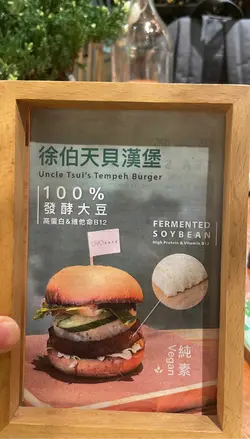 徐伯天貝漢堡
Uncle Tsui's Tempeh Burger
100%
發酵大豆
高蛋白&維他命B12
FERMENTED
SOYBEAN
High Protein & Vitamin B12
純素
Vegan